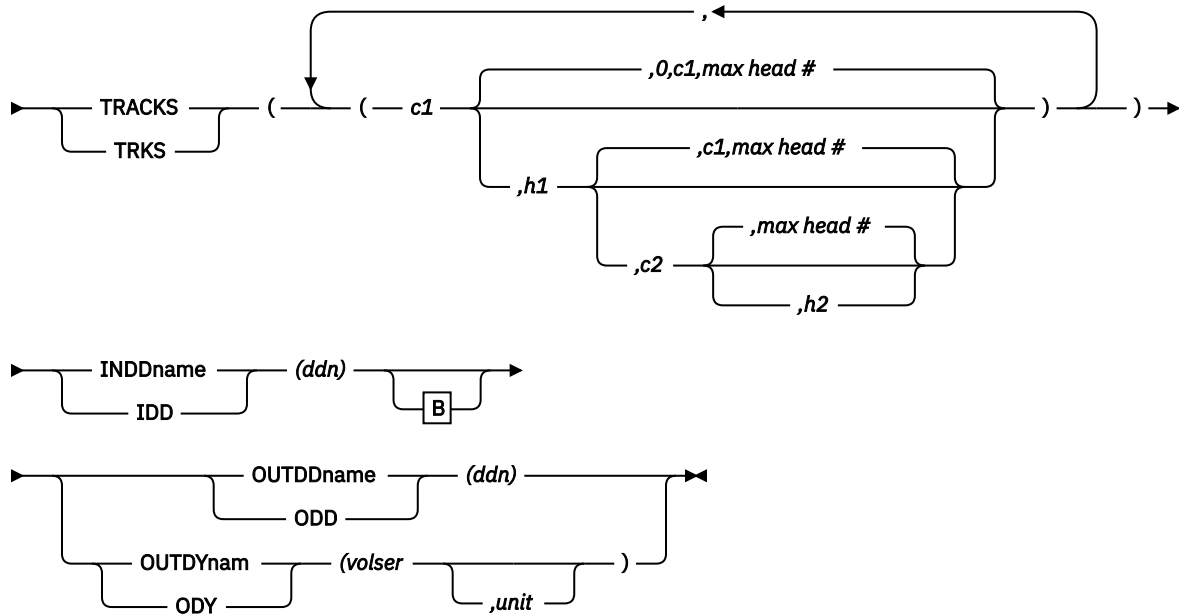 ,
,0,c1,max head #
TRACKS ( ( c1 ) )
TRKS
,c1,max head #
,h1
,max head #
,c2
,h2
INDDname (ddn)
IDD B
OUTDDname (ddn)
ODD
OUTDYnam (volser )
ODY ,unit